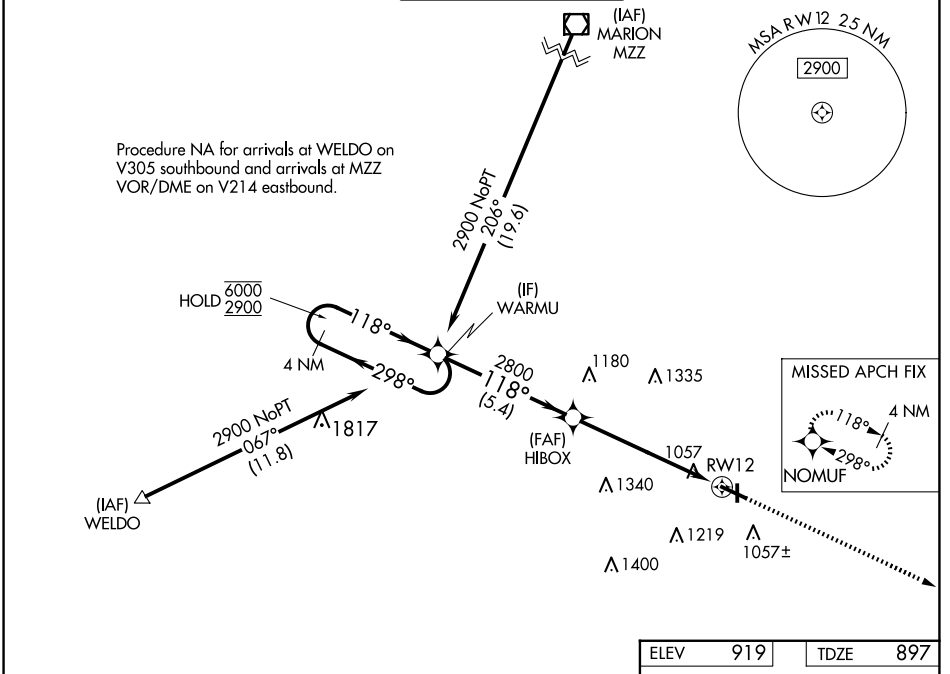 (IAF)
MARION
MZZ
MSA RW12 25 NM
2900
Procedure NA for arrivals at WELDO on
V305 southbound and arrivals at MZZ
VOR/DME on V214 eastbound.
2900 NoPT
206°
(19.6)
HOLD 6000
2900
(IF)
WARMU
118°
4 NM
298°
2800
118°
(5.4)
1180
1335
MISSED APCH FIX
118°
4 NM
298°
NOMUF
2900 NoPT
067°
(11.8)
1817
(FAF)
HIBOX
1057
RW12
1340
(IAF)
WELDO
1219
1057±
1400
ELEV 919
TDZE 897